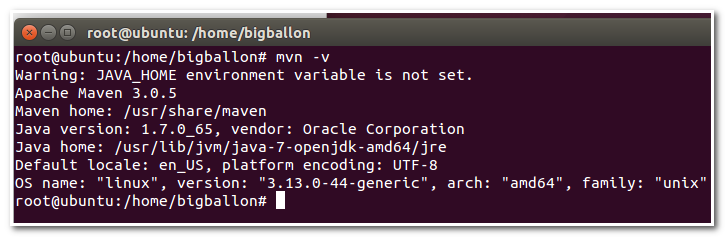 root@ubuntu: /home/bigballon
root@ubuntu:/home/bigballon# mvn -v
Warning: JAVA_HOME environment variable is not set.
Apache Maven 3.0.5
Maven home: /usr/share/maven
Java version: 1.7.0_65, vendor: Oracle Corporation
Java home: /usr/lib/jvm/java-7-openjdk-amd64/jre
Default locale: en_US, platform encoding: UTF-8
OS name: "linux", version: "3.13.0-44-generic", arch: "amd64", family: "unix"
root@ubuntu:/home/bigballon#